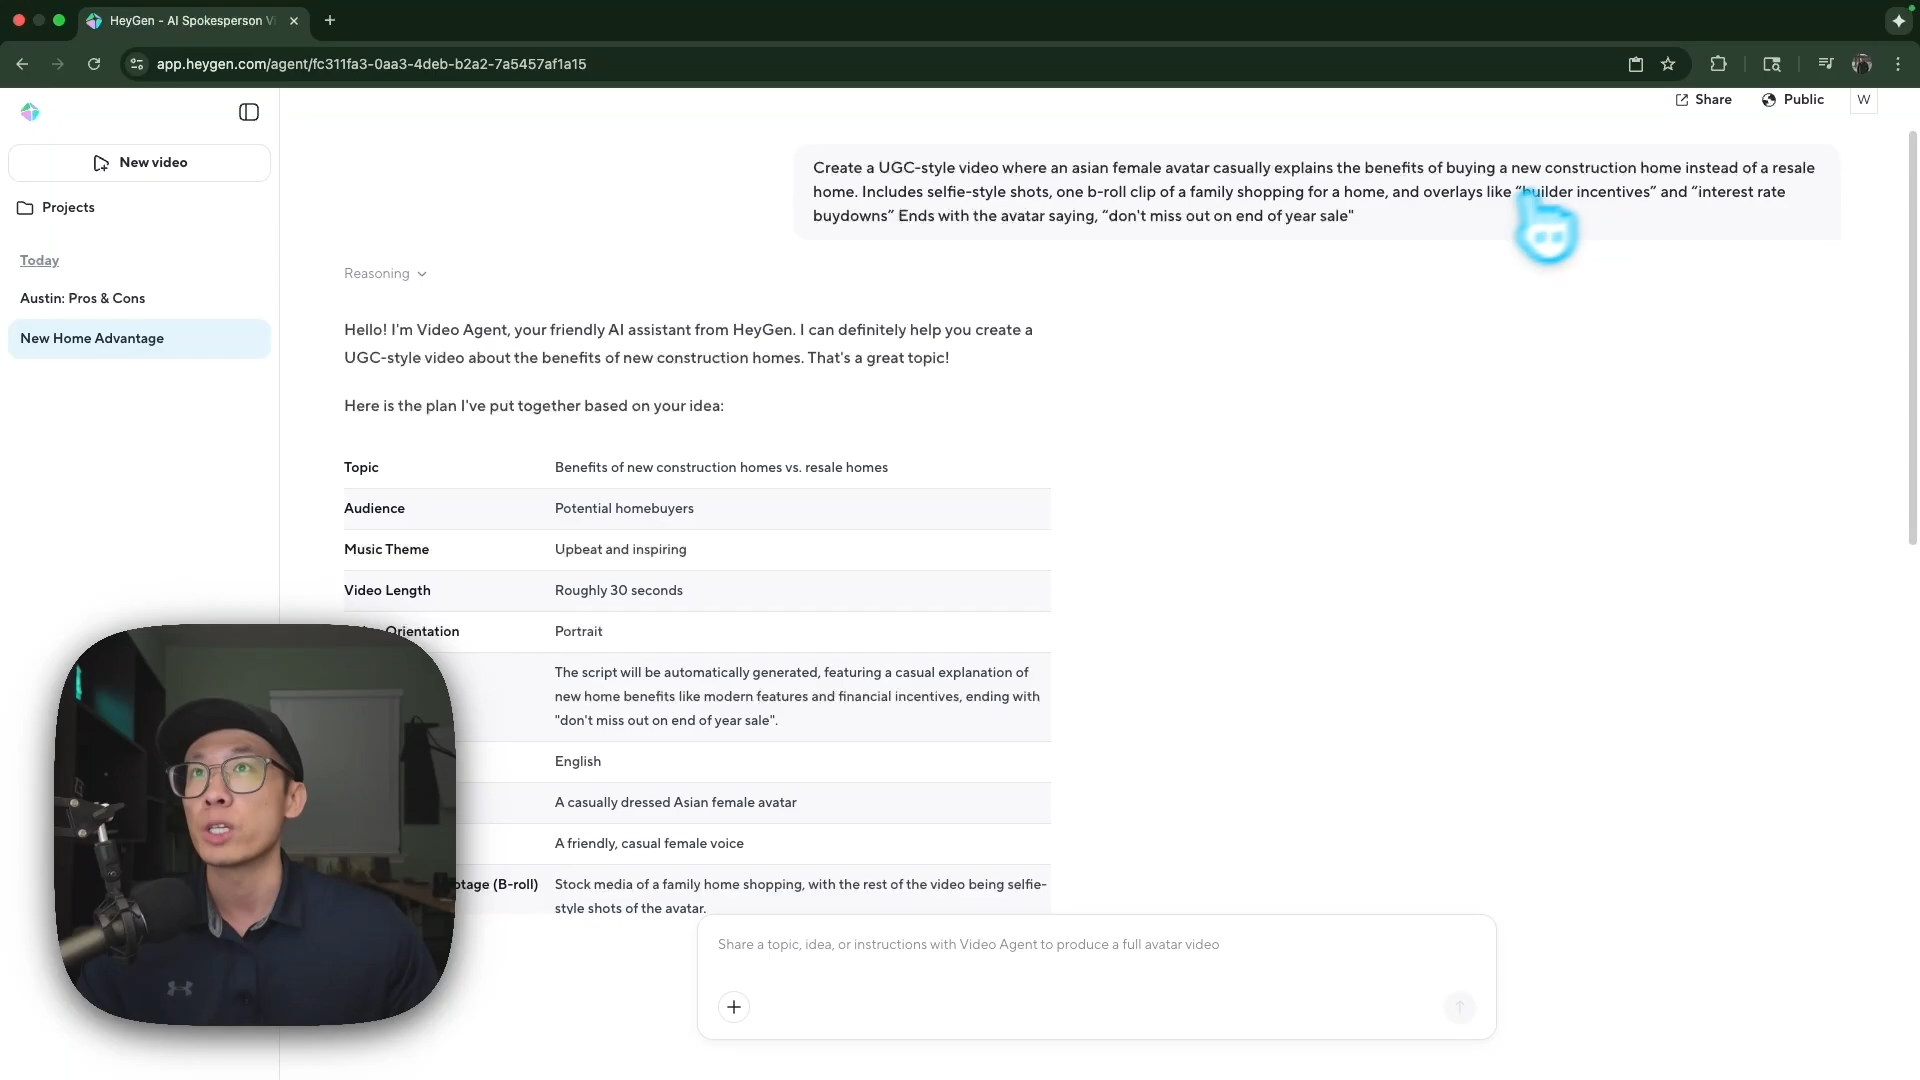 HeyGen - AI Spokesperson Vi
app.heygen.com/agent/fc311fa3-0aa3-4deb-b2a2-7a5457af1a15
Share
Public
W
New video
Projects
Today
Austin: Pros & Cons
New Home Advantage
Create a UGC-style video where an asian female avatar casually explains the benefits of buying a new construction home instead of a resale
home. Includes selfie-style shots, one b-roll clip of a family shopping for a home, and overlays like “builder incentives” and “interest rate
buydowns” Ends with the avatar saying, “don't miss out on end of year sale"
Reasoning
Hello! I'm Video Agent, your friendly AI assistant from HeyGen. I can definitely help you create a
UGC-style video about the benefits of new construction homes. That's a great topic!
Here is the plan I've put together based on your idea:
Topic Benefits of new construction homes vs. resale homes
Audience Potential homebuyers
Music Theme Upbeat and inspiring
Video Length Roughly 30 seconds
Orientation Portrait
The script will be automatically generated, featuring a casual explanation of
new home benefits like modern features and financial incentives, ending with
"don't miss out on end of year sale".
English
A casually dressed Asian female avatar
A friendly, casual female voice
(B-roll) Stock media of a family home shopping, with the rest of the video being selfie-
style shots of the avatar.
Share a topic, idea, or instructions with Video Agent to produce a full avatar video